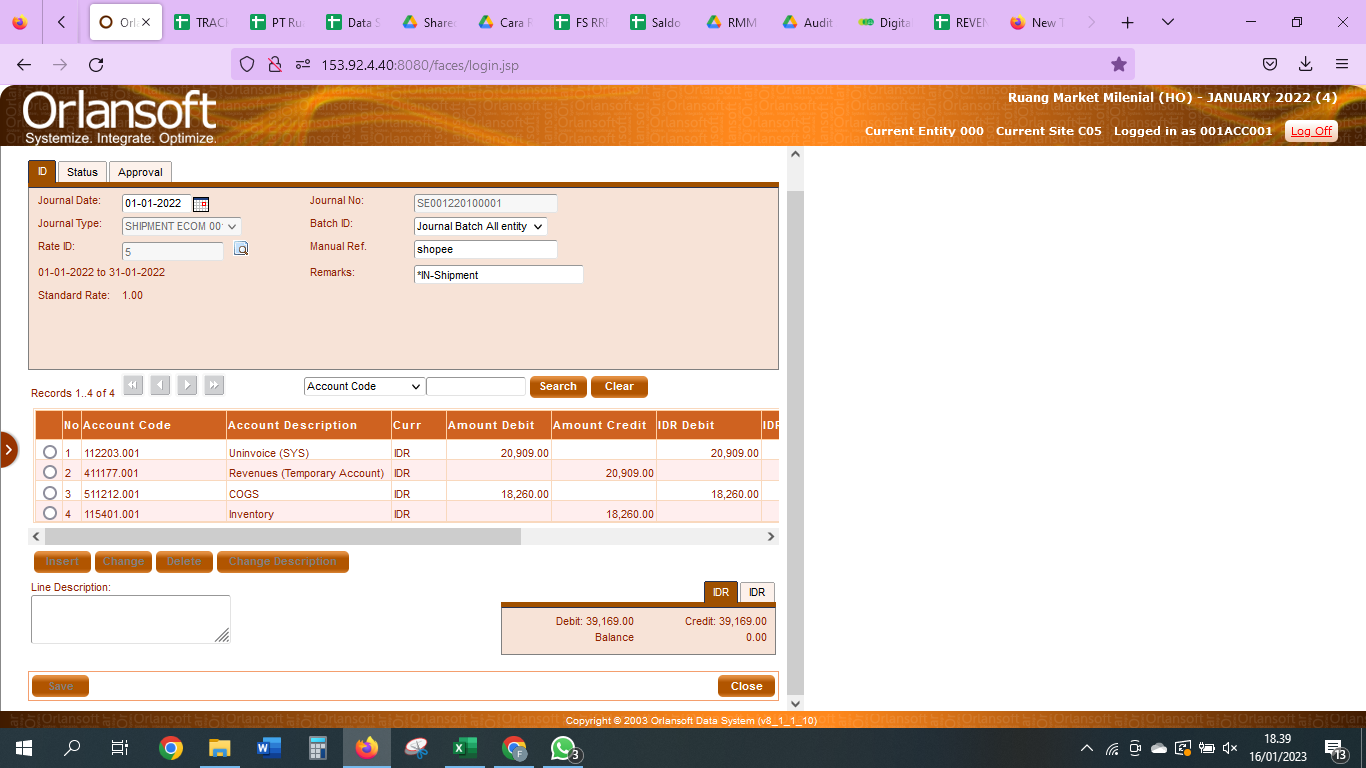 Orl
TRAC
PT Ru
Data S
Share
Cara P
FS RRI
Saldo
RMM
Audit
Digita
REVEN
New T
153.92.4.40:8080/faces/login.jsp
Orlansoft
Systemize. Integrate. Optimize.
Ruang Market Milenial (HO) - JANUARY 2022 (4)
Current Entity 000 Current Site C05 Logged in as 001ACC001 Log Off
ID Status Approval
Journal Date: 01-01-2022 Journal No: SE001220100001
Journal Type: SHIPMENT ECOM 00 Batch ID: Journal Batch All entity
Rate ID: 5 Manual Ref. shopee
01-01-2022 to 31-01-2022 Remarks: *IN-Shipment
Standard Rate: 1.00
Records 1..4 of 4 Account Code Search Clear
No Account Code Account Description Curr Amount Debit Amount Credit IDR Debit IDR
1 112203.001 Uninvoice (SYS) IDR 20,909.00 20,909.00
2 411177.001 Revenues (Temporary Account) IDR 20,909.00
3 511212.001 COGS IDR 18,260.00 18,260.00
4 115401.001 Inventory IDR 18,260.00
Insert Change Delete Change Description
Line Description:
IDR IDR
Debit: 39,169.00 Credit: 39,169.00
Balance 0.00
Save Close
Copyright © 2003 Orlansoft Data System (v8_1_1_10)
18.39
16/01/2023
3
13